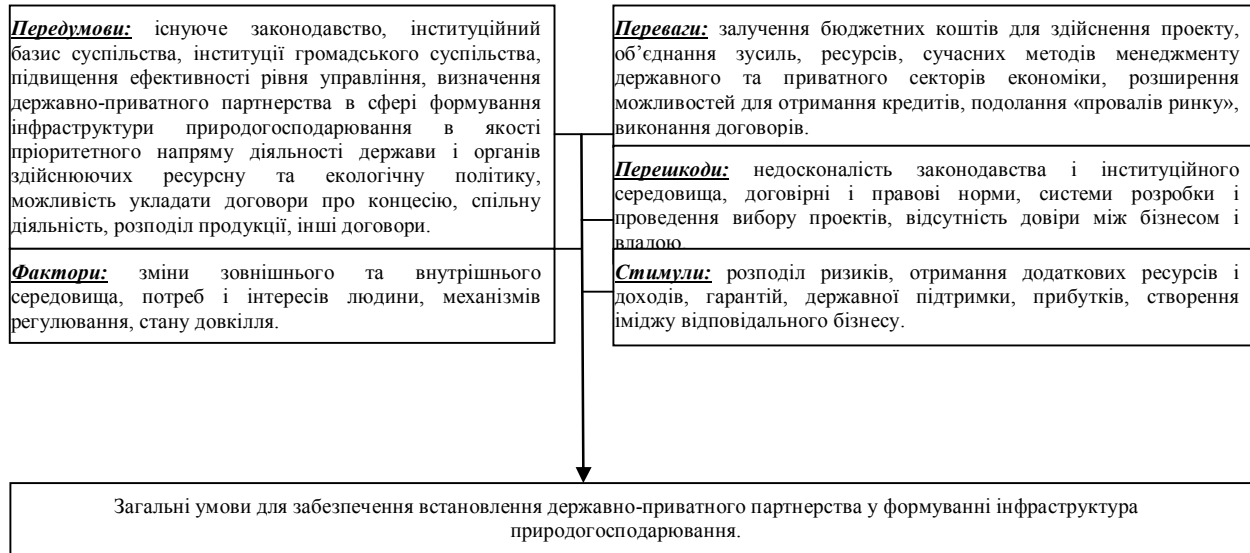 Передумови: існуюче законодавство, інституційний
базис суспільства, інституції громадського суспільства,
підвищення ефективності рівня управління, визначення
державно-приватного партнерства в сфері формування
інфраструктури природогосподарювання в якості
пріоритетного напряму діяльності держави і органів
здійснюючих ресурсну та екологічну політику,
можливість укладати договори про концесію, спільну
діяльність, розподіл продукції, інші договори.
Фактори: зміни зовнішнього та внутрішнього
середовища, потреб і інтересів людини, механізмів
регулювання, стану довкілля.
Переваги: залучення бюджетних коштів для здійснення проекту,
об’єднання зусиль, ресурсів, сучасних методів менеджменту
державного та приватного секторів економіки, розширення
можливостей для отримання кредитів, подолання «провалів ринку»,
виконання договорів.
Перешкоди: недосконалість законодавства і інституційного
середовища, договірні і правові норми, системи розробки і
проведення вибору проектів, відсутність довіри між бізнесом і
владою
Стимули: розподіл ризиків, отримання додаткових ресурсів і
доходів, гарантій, державної підтримки, прибутків, створення
іміджу відповідального бізнесу.
Загальні умови для забезпечення встановлення державно-приватного партнерства у формуванні інфраструктура
природогосподарювання.